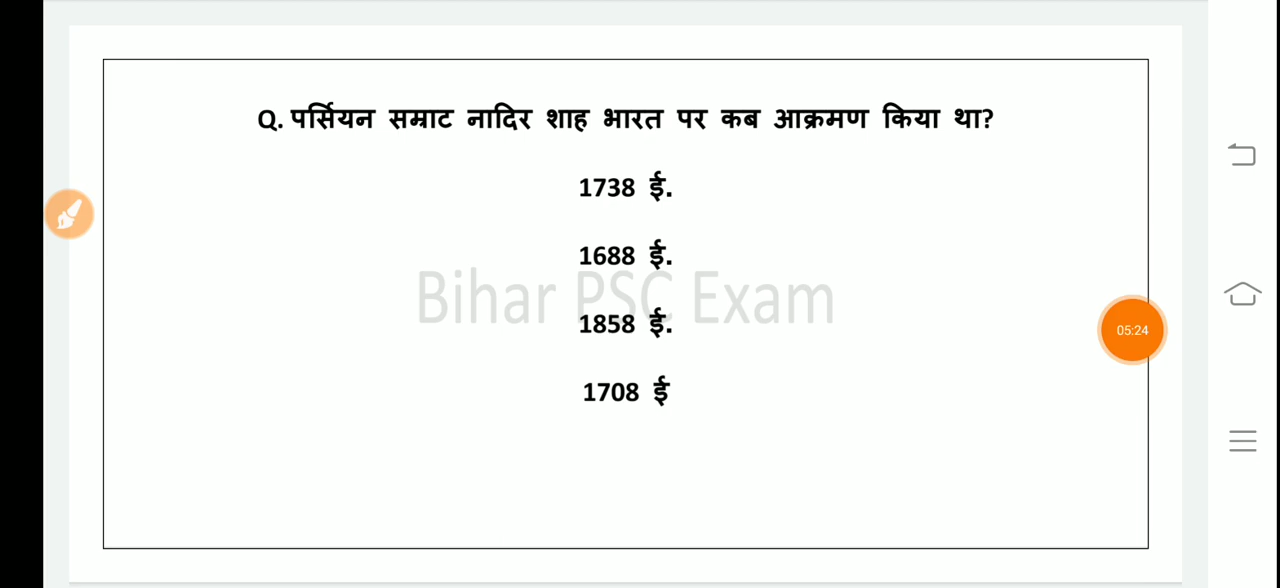 Q. पर्सियन सम्राट नादिर शाह भारत पर कब आक्रमण किया था?
1738 ई.
1688 ई.
Bihar PSC Exam
1858 ई.
05:24
1708 ई